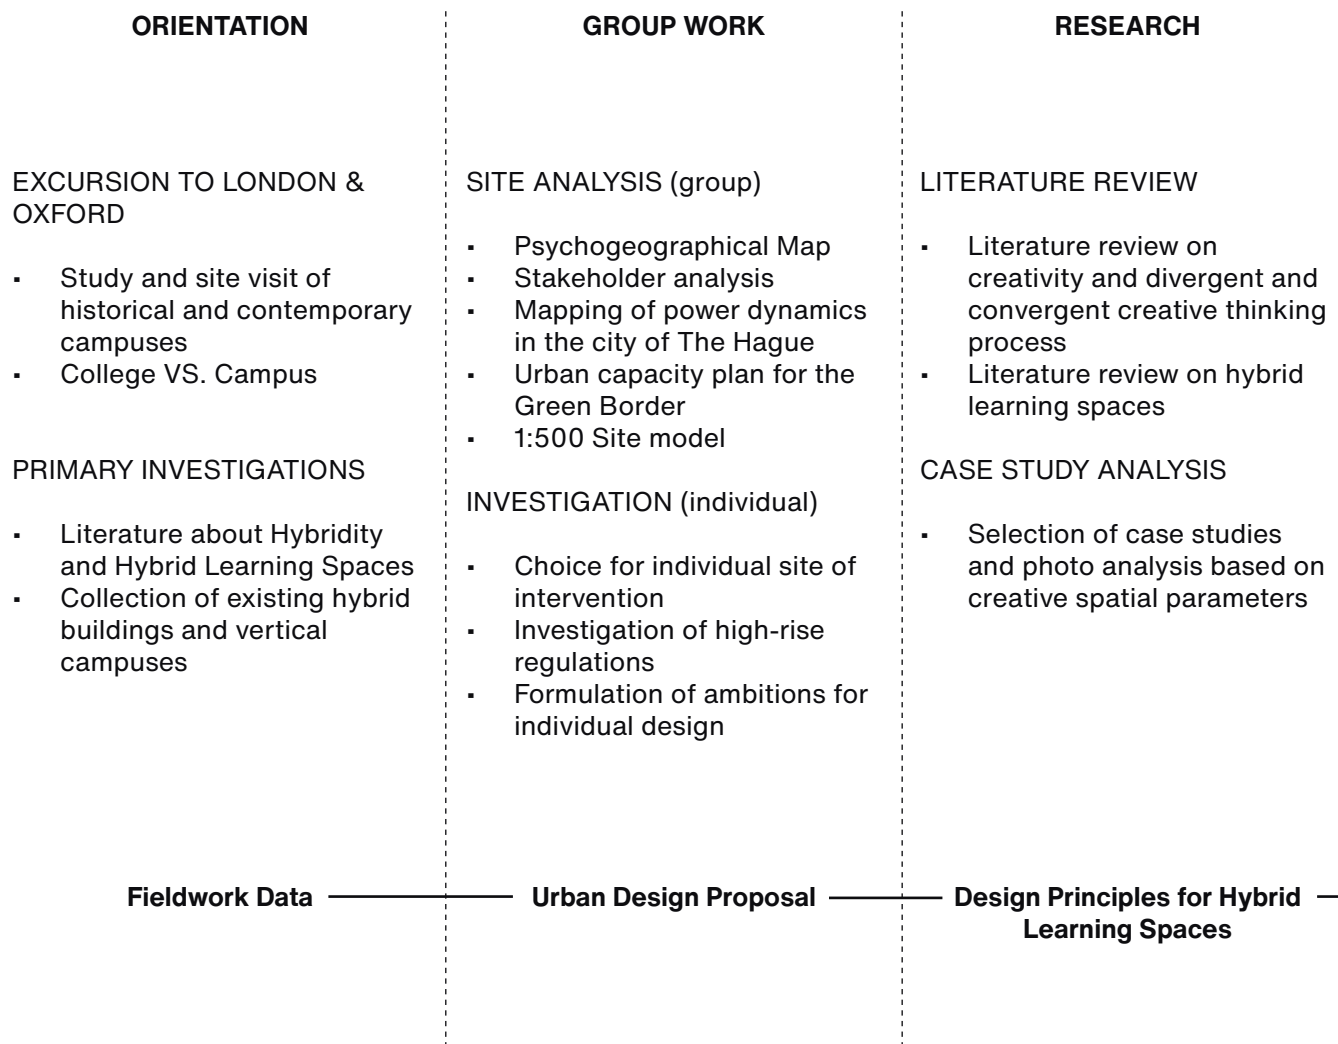 ORIENTATION
EXCURSION TO LONDON &
OXFORD
▪ Study and site visit of
historical and contemporary
campuses
▪ College VS. Campus
PRIMARY INVESTIGATIONS
▪ Literature about Hybridity
and Hybrid Learning Spaces
▪ Collection of existing hybrid
buildings and vertical
campuses
Fieldwork Data
GROUP WORK
SITE ANALYSIS (group)
▪ Psychogeographical Map
▪ Stakeholder analysis
▪ Mapping of power dynamics
in the city of The Hague
▪ Urban capacity plan for the
Green Border
▪ 1:500 Site model
INVESTIGATION (individual)
▪ Choice for individual site of
intervention
▪ Investigation of high-rise
regulations
▪ Formulation of ambitions for
individual design
Urban Design Proposal
RESEARCH
LITERATURE REVIEW
▪ Literature review on
creativity and divergent and
convergent creative thinking
process
▪ Literature review on hybrid
learning spaces
CASE STUDY ANALYSIS
▪ Selection of case studies
and photo analysis based on
creative spatial parameters
Design Principles for Hybrid
Learning Spaces